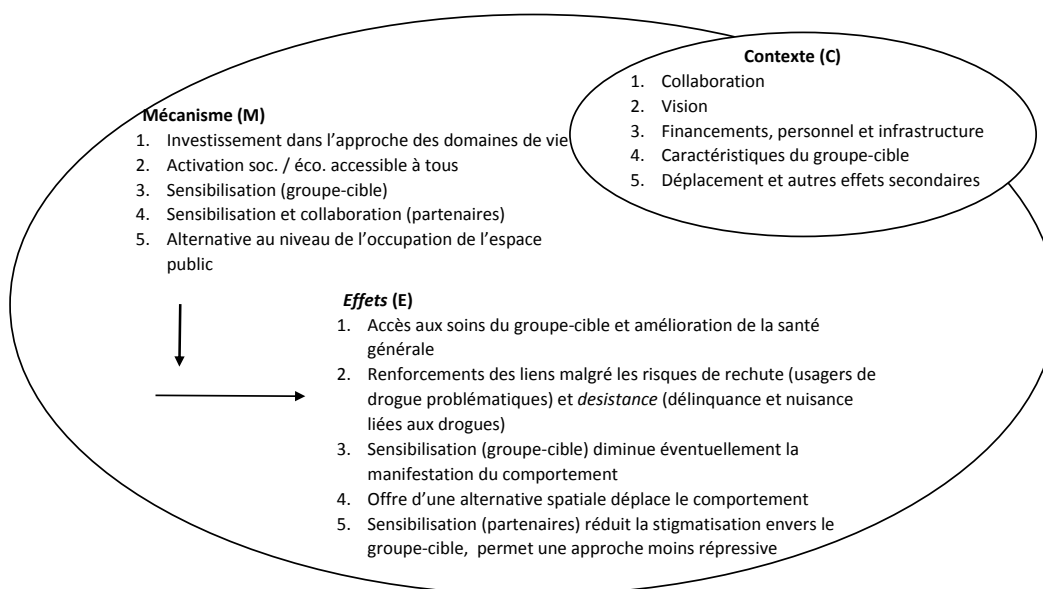 Contexte (C)
1. Collaboration
2. Vision
3. Financements, personnel et infrastructure
4. Caractéristiques du groupe-cible
5. Déplacement et autres effets secondaires
Mécanisme (M)
1. Investissement dans l’approche des domaines de vie
2. Activation soc. / éco. accessible à tous
3. Sensibilisation (groupe-cible)
4. Sensibilisation et collaboration (partenaires)
5. Alternative au niveau de l’occupation de l’espace
public
Effets (E)
1. Accès aux soins du groupe-cible et amélioration de la santé
générale
2. Renforcements des liens malgré les risques de rechute (usagers de
drogue problématiques) et desistance (délinquance et nuisance
liées aux drogues)
3. Sensibilisation (groupe-cible) diminue éventuellement la
manifestation du comportement
4. Offre d’une alternative spatiale déplace le comportement
5. Sensibilisation (partenaires) réduit la stigmatisation envers le
groupe-cible, permet une approche moins répressive